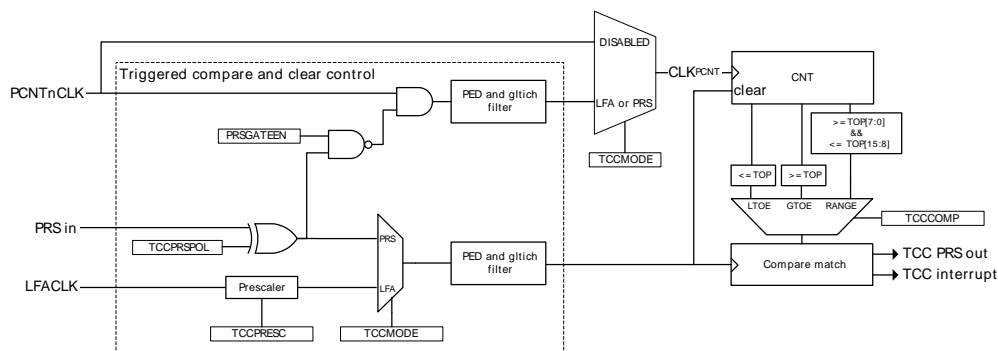 DISABLED
Triggered compare and clear control
PCNTnCLK
CLKPCNT
CNT
clear
PED and gltich
filter
LFA or PRS
>= TOP[7:0]
&&
<= TOP[15:8]
PRSGATEEN
TCCMODE
<= TOP
>= TOP
LTOE
GTOE
RANGE
TCCCOMP
PRS in
TCCPRSPOL
PRS
PED and gltich
filter
Compare match
TCC PRS out
TCC interrupt
LFACLK
Prescaler
LFA
TCCPRESC
TCCMODE